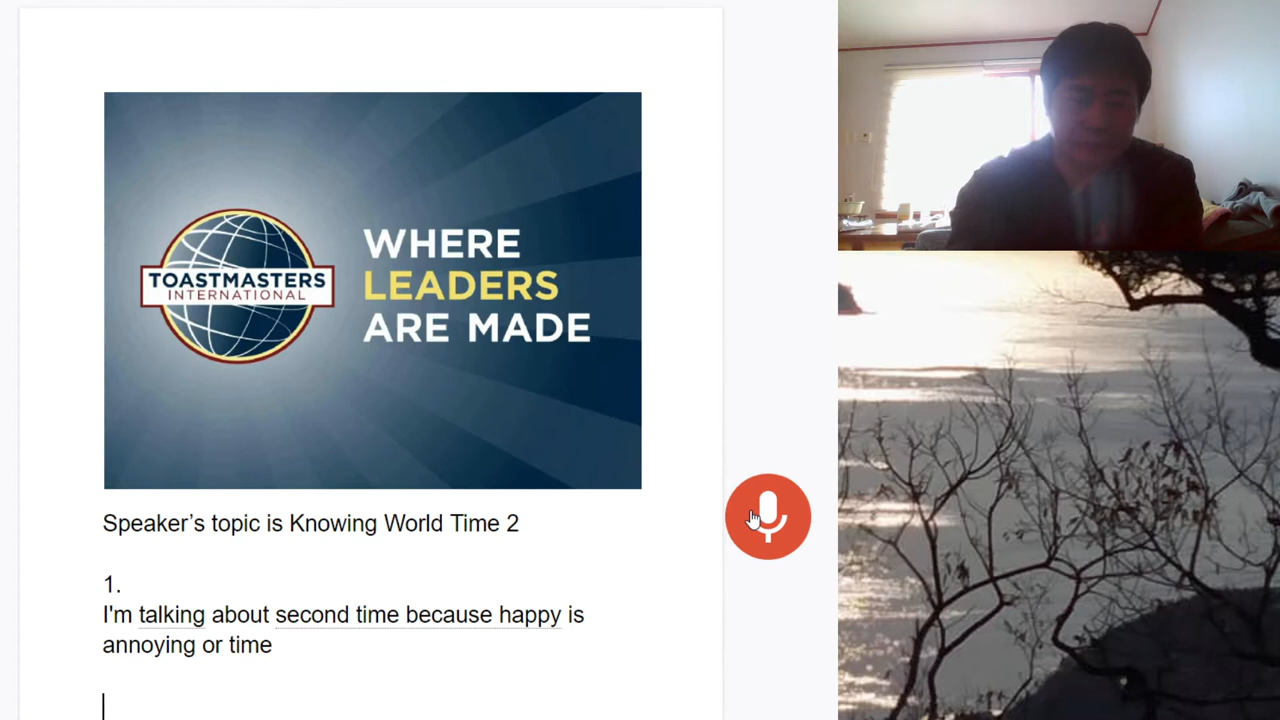 TOASTMASTERS
INTERNATIONAL
WHERE
LEADERS
ARE MADE
Speaker’s topic is Knowing World Time 2
1.
I'm talking about second time because happy is
annoying or time